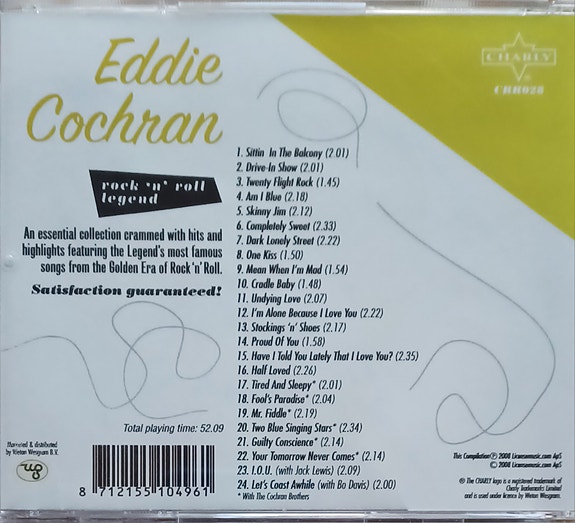 Eddie
Cochran
CHARLY
CRR028
rock 'n' roll
legend
An essential collection crammed with hits and
highlights featuring the Legend's most famous
songs from the Golden Era of Rock 'n' Roll.
Satisfaction guaranteed!
1. Sittin In The Balcony (2.01)
2. Drive-In Show (2.01)
3. Twenty Flight Rock (1.45)
4. Am I Blue (2.18)
5. Skinny Jim (2.12)
6. Completely Sweet (2.33)
7. Dark Lonely Street (2.22)
8. One Kiss (1.50)
9. Mean When I'm Mad (1.54)
10. Cradle Baby (1.48)
11. Undying Love (2.07)
12. I'm Alone Because I Love You (2.22)
13. Stockings 'n' Shoes (2.17)
14. Proud Of You (1.58)
15. Have I Told You Lately That I Love You? (2.35)
16. Half Loved (2.26)
17. Tired And Sleepy* (2.01)
18. Fool's Paradise* (2.04)
19. Mr. Fiddle* (2.19)
20. Two Blue Singing Stars* (2.34)
21. Guilty Conscience* (2.14)
22. Your Tomorrow Never Comes* (2.14)
23. I.O.U. (with Jack Lewis) (2.09)
24. Let's Coast Awhile (with Bo Davis) (2.00)
* With The Cochran Brothers
Total playing time: 52.09
Marketed & distributed
by Weton Wesgram B.V.
8 712155 104961
This Compilation ℗ 2008 Licensemusic.com ApS
© 2008 Licensemusic.com ApS
® The CHARLY logo is a registered trademark of
Charly Trademarks Limited
and is used under licence by Weton Wesgram.